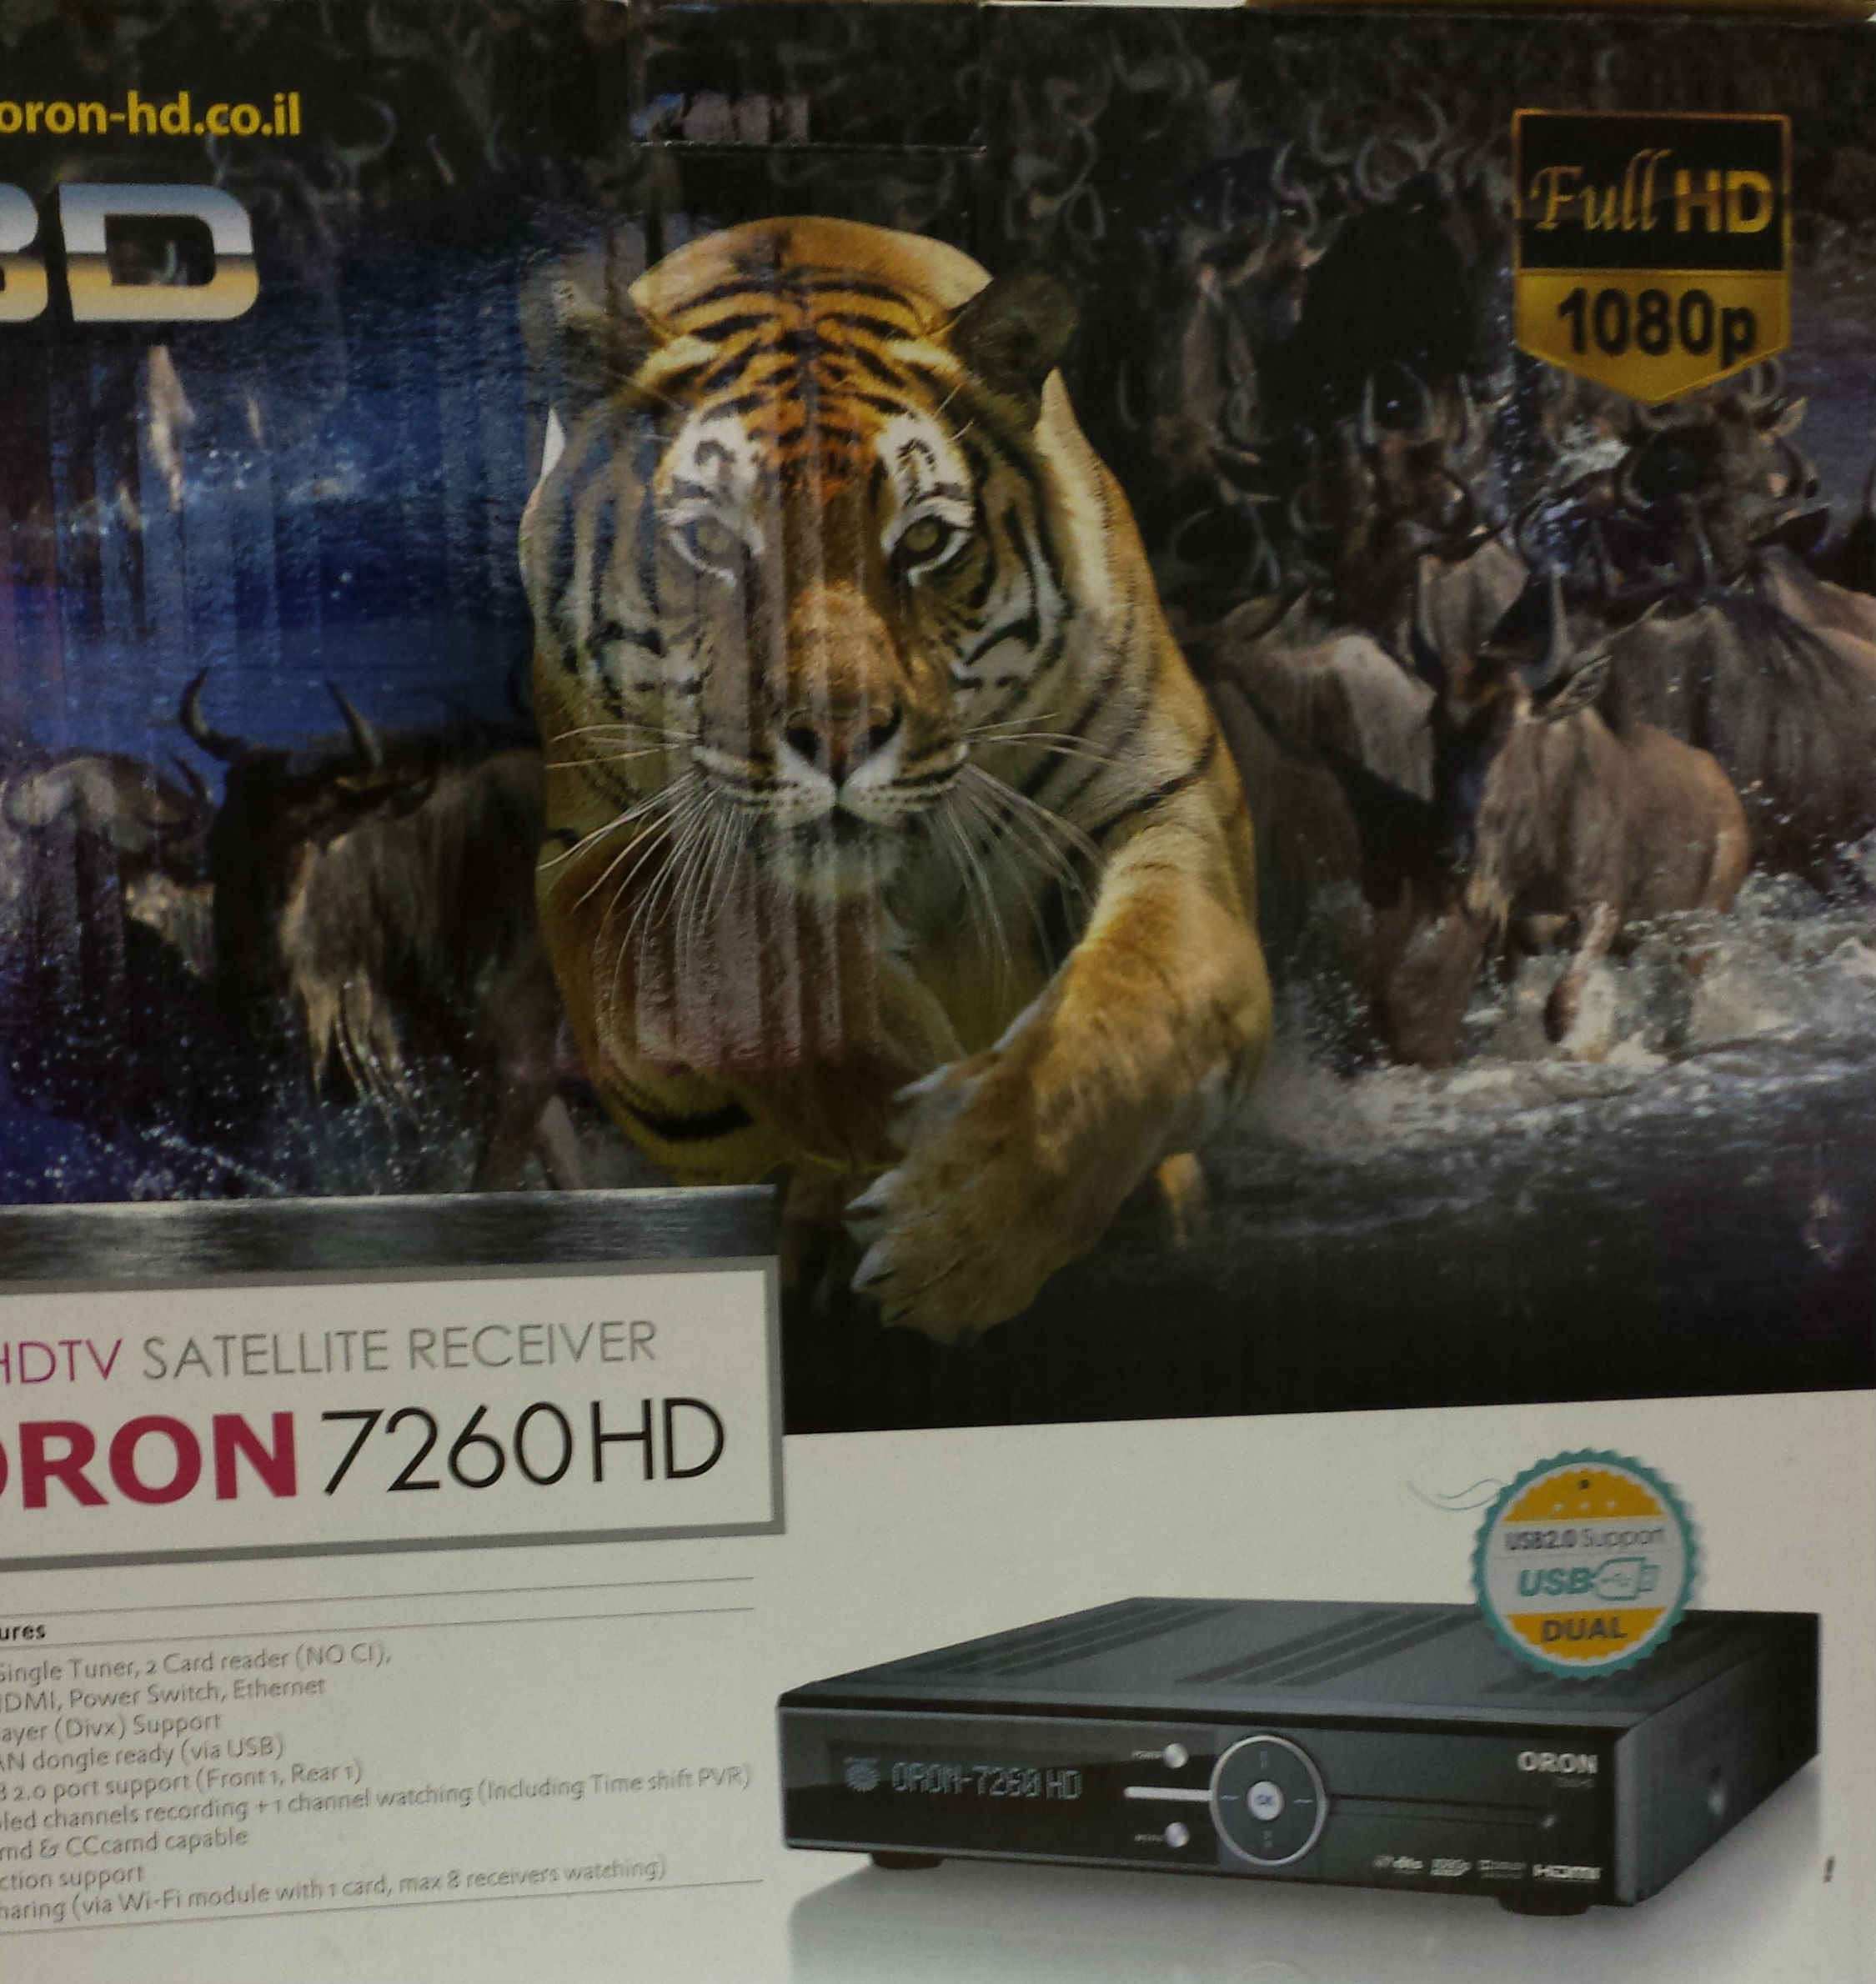 oron-hd.co.il
3D
Full HD
1080p
HDTV SATELLITE RECEIVER
ORON 7260 HD
USB2.0 Support
USB
DUAL
ures
Single Tuner, 2 Card reader (NO CI),
HDMI, Power Switch, Ethernet
ayer (Divx) Support
AN dongle ready (via USB)
B 2.0 port support (Front 1, Rear 1)
led channels recording + 1 channel watching (Including Time shift PVR)
md & CCcamd capable
ction support
haring (via Wi-Fi module with 1 card, max 8 receivers watching)
ORON-7260 HD
ORON
OK
HDMI